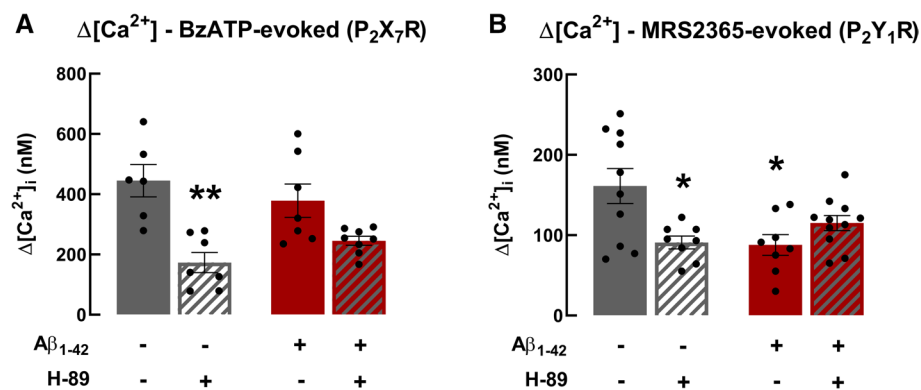 A
Δ[Ca²⁺] - BzATP-evoked (P₂X₇R)
Δ[Ca²⁺]ᵢ (nM)
800
600
400
200
0
**
Aβ₁₋₄₂ - - + +
H-89 - + - +
B
Δ[Ca²⁺] - MRS2365-evoked (P₂Y₁R)
Δ[Ca²⁺]ᵢ (nM)
300
200
100
0
*
*
Aβ₁₋₄₂ - - + +
H-89 - + - +